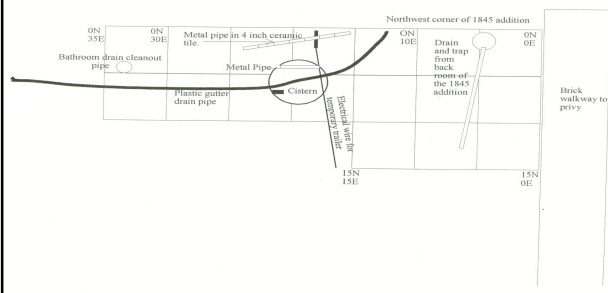 Northwest corner of 1845 addition
0N
35E
0N
30E
Metal pipe in 4 inch ceramic
tile.
ON
10E
Drain
and trap
from
back
room of
the 1845
addition
0N
0E
Bathroom drain cleanout
pipe
Metal Pipe
Plastic gutter
drain pipe
Cistern
Electrical wire for
temporary trailer
Brick
walkway to
privy
15N
15E
15N
0E